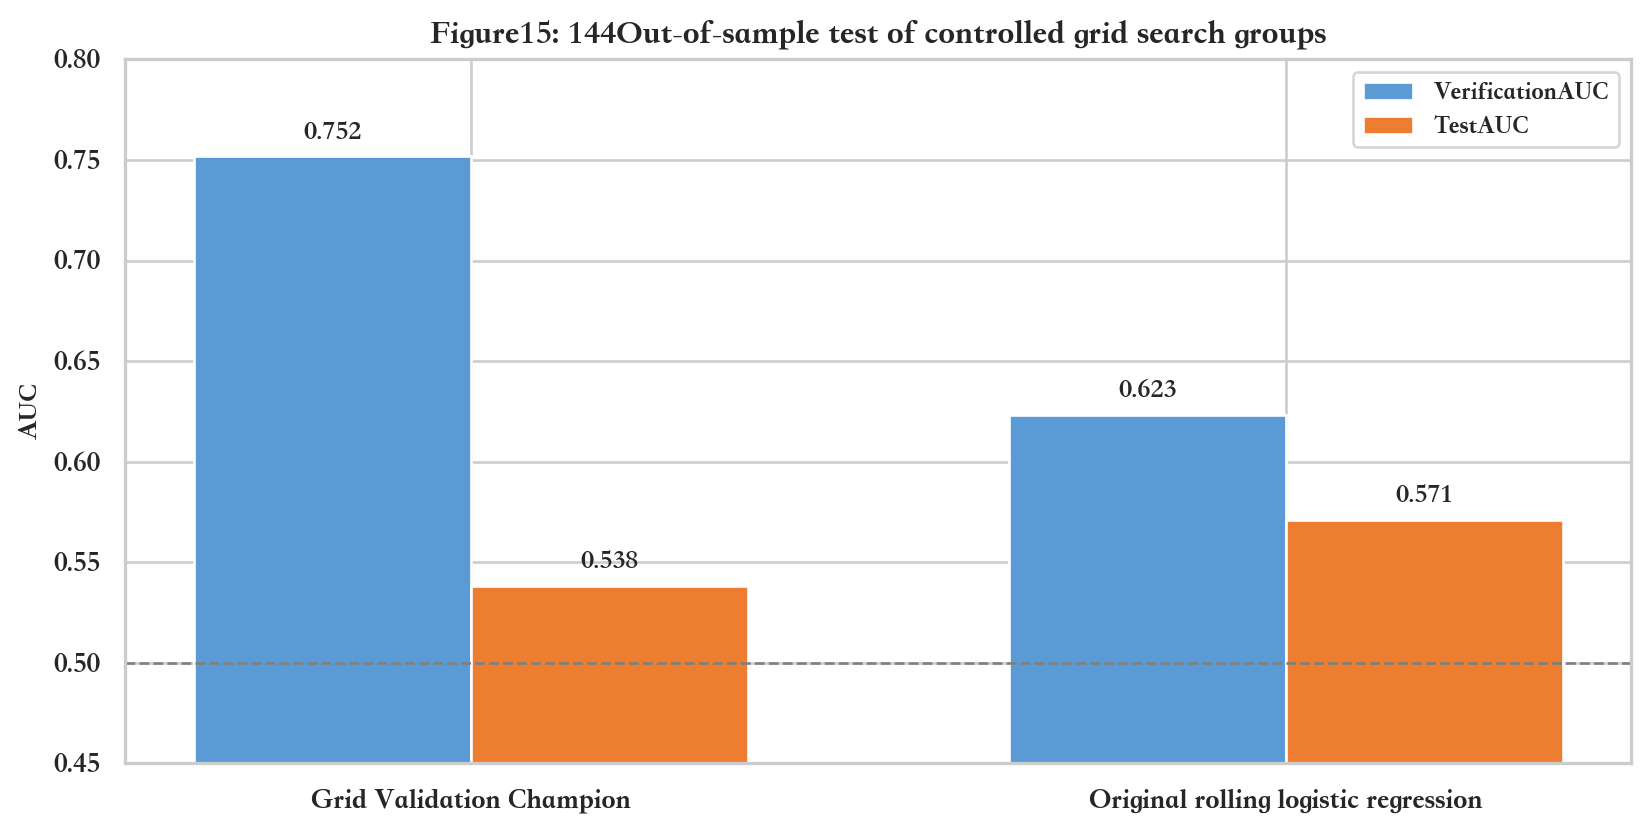 Figure15: 144Out-of-sample test of controlled grid search groups
VerificationAUC
TestAUC
AUC
0.80
0.75
0.70
0.65
0.60
0.55
0.50
0.45
0.752
0.538
0.623
0.571
Grid Validation Champion
Original rolling logistic regression